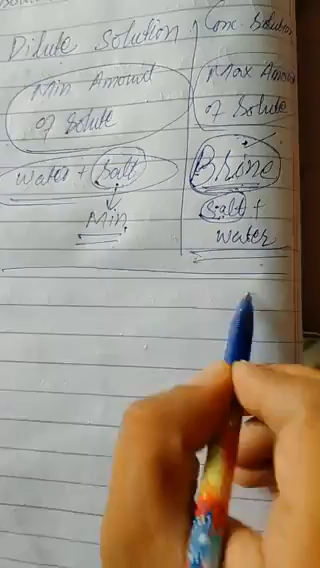 Dilute Solution
Min Amount
of Solute
Water + Salt
Min
Conc. Solution
Max Amount
of Solute
Brine
Salt +
water